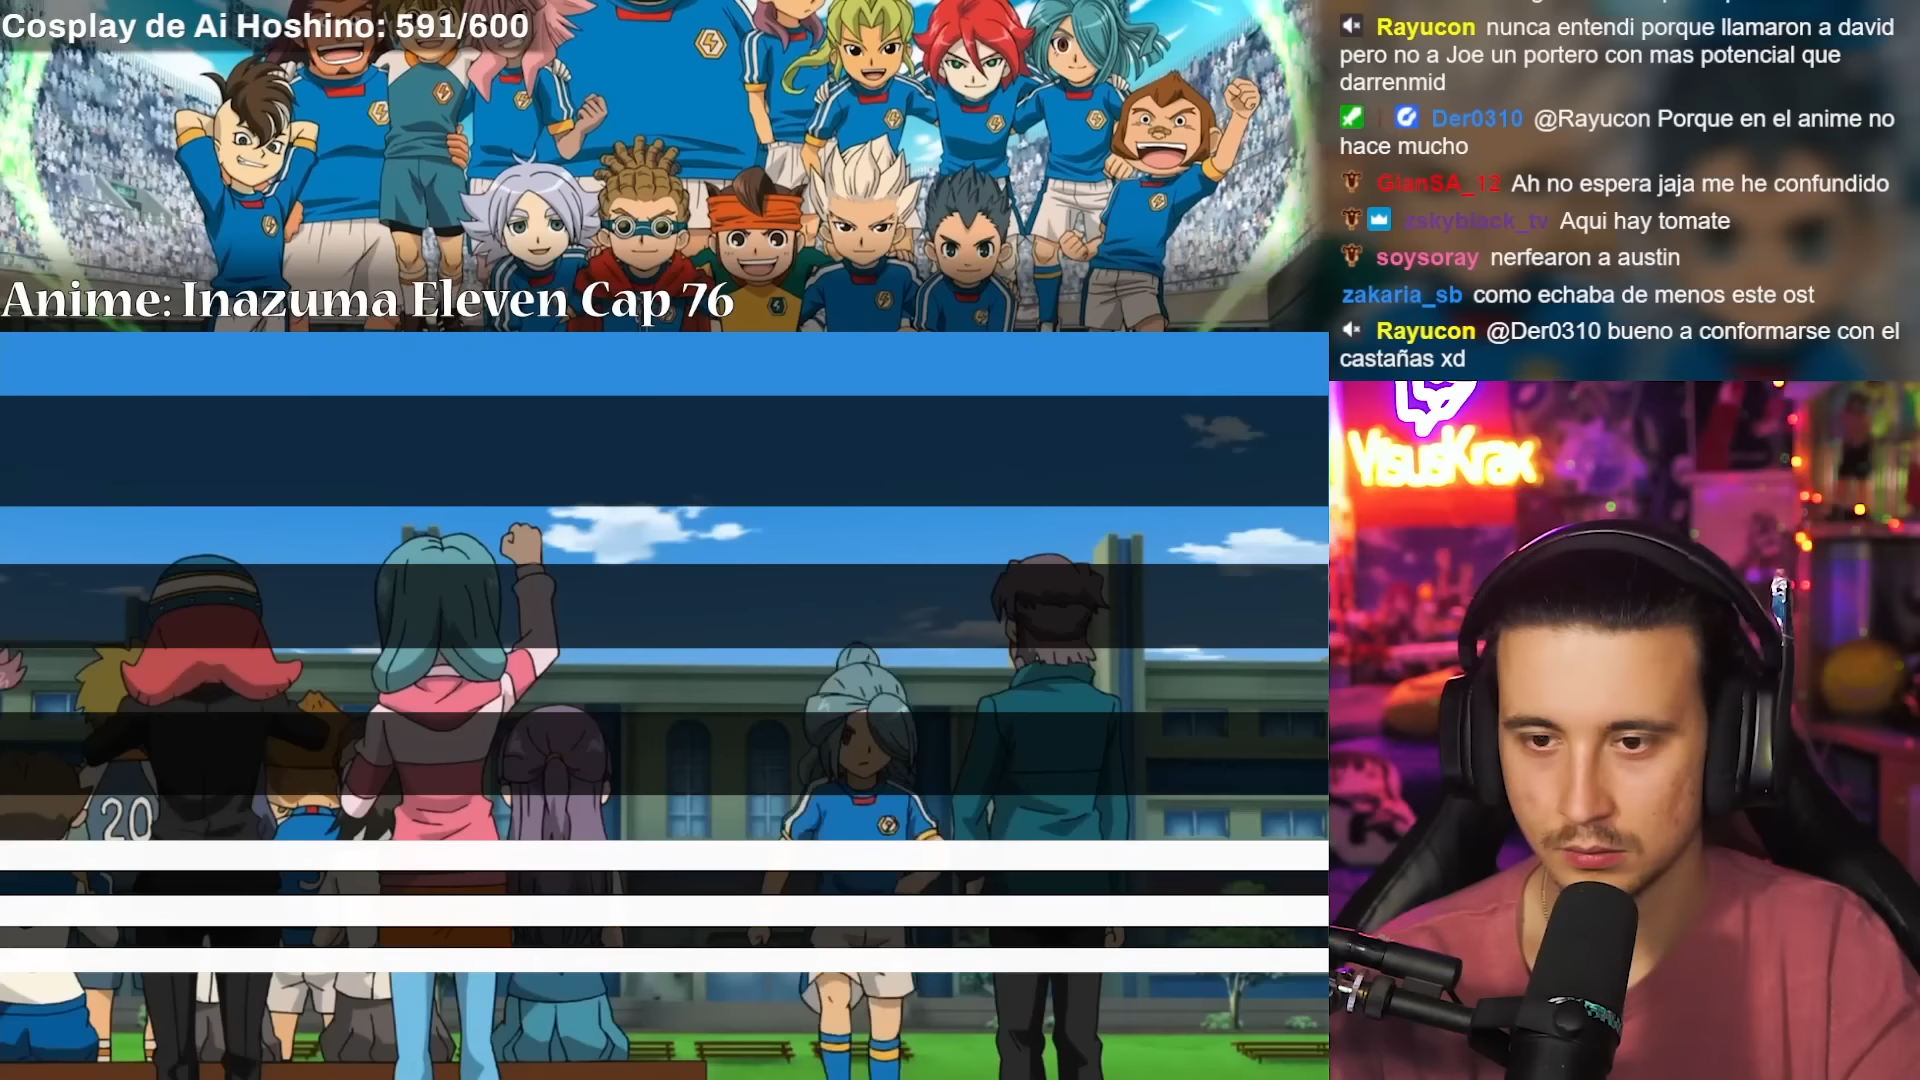 Cosplay de Ai Hoshino: 591/600
Anime: Inazuma Eleven Cap 76
Rayucon nunca entendi porque llamaron a david
pero no a Joe un portero con mas potencial que
darrenmid
Der0310 @Rayucon Porque en el anime no
hace mucho
GianSA_12 Ah no espera jaja me he confundido
zskyblack_tv Aqui hay tomate
soysoray nerfearon a austin
zakaria_sb como echaba de menos este ost
Rayucon @Der0310 bueno a conformarse con el
castañas xd
VisusKrax
20